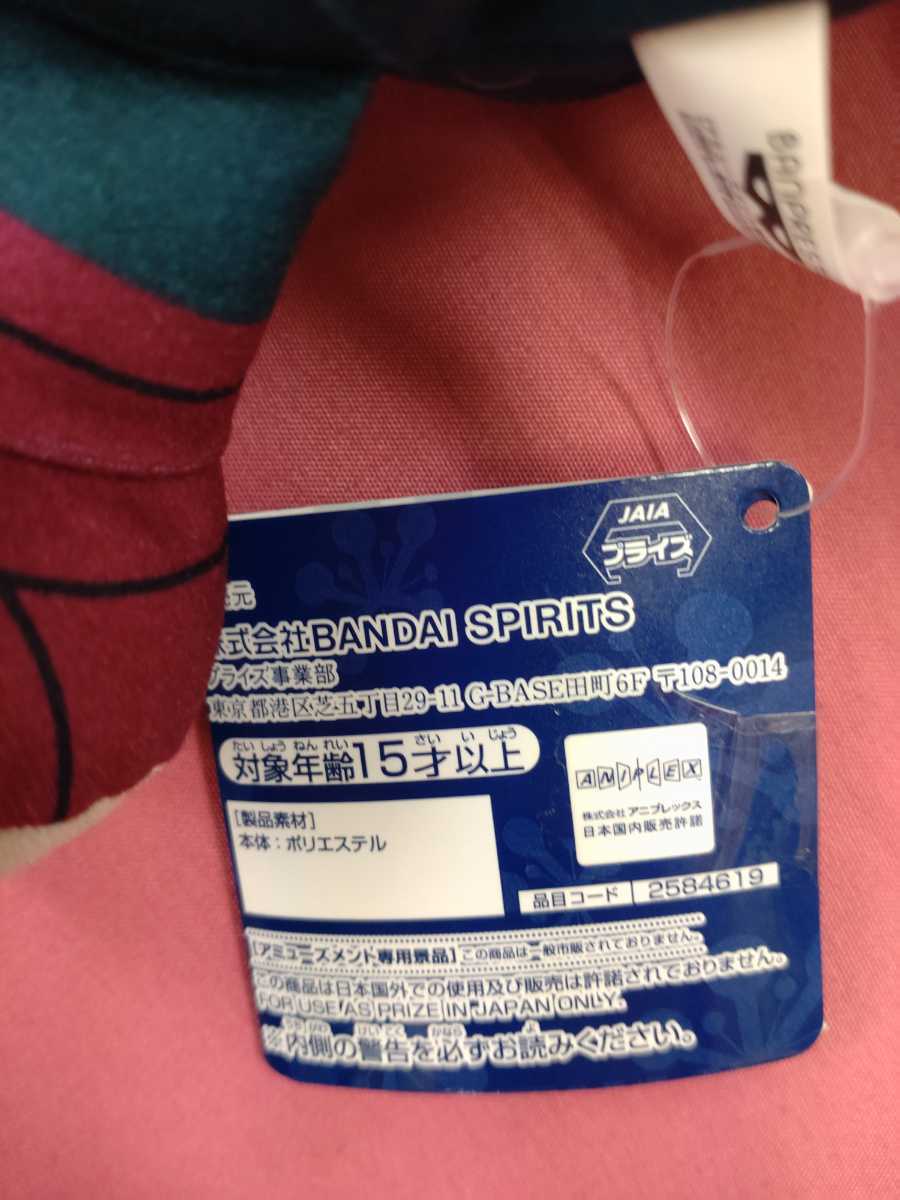 BANPRES
JAIA
プライズ
元
式会社BANDAI SPIRITS
プライズ事業部
東京都港区芝五丁目29-11 G-BASE田町6F 〒108-0014
たいしょうねんれい さい いじょう
対象年齢15才以上
ANIPLEX
株式会社 アニプレックス
日本国内販売許諾
[製品素材]
本体:ポリエステル
品目コード 2584619
[アミューズメント専用景品] この商品は一般市販されておりません。
この商品は日本国外での使用及び販売は許諾されておりません。
FOR USE AS PRIZE IN JAPAN ONLY.
うちがわ けいこく かなら よ
※内側の警告を必ずお読みください。